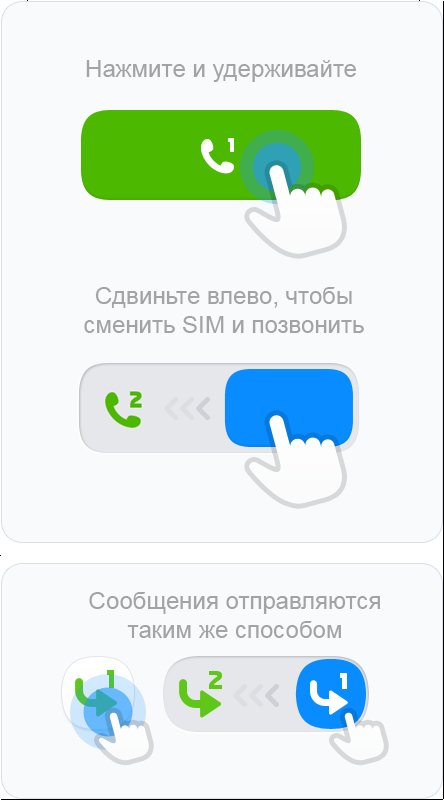 Нажмите и удерживайте
1
Сдвиньте влево, чтобы
сменить SIM и позвонить
2
Сообщения отправляются
таким же способом
1
2
1